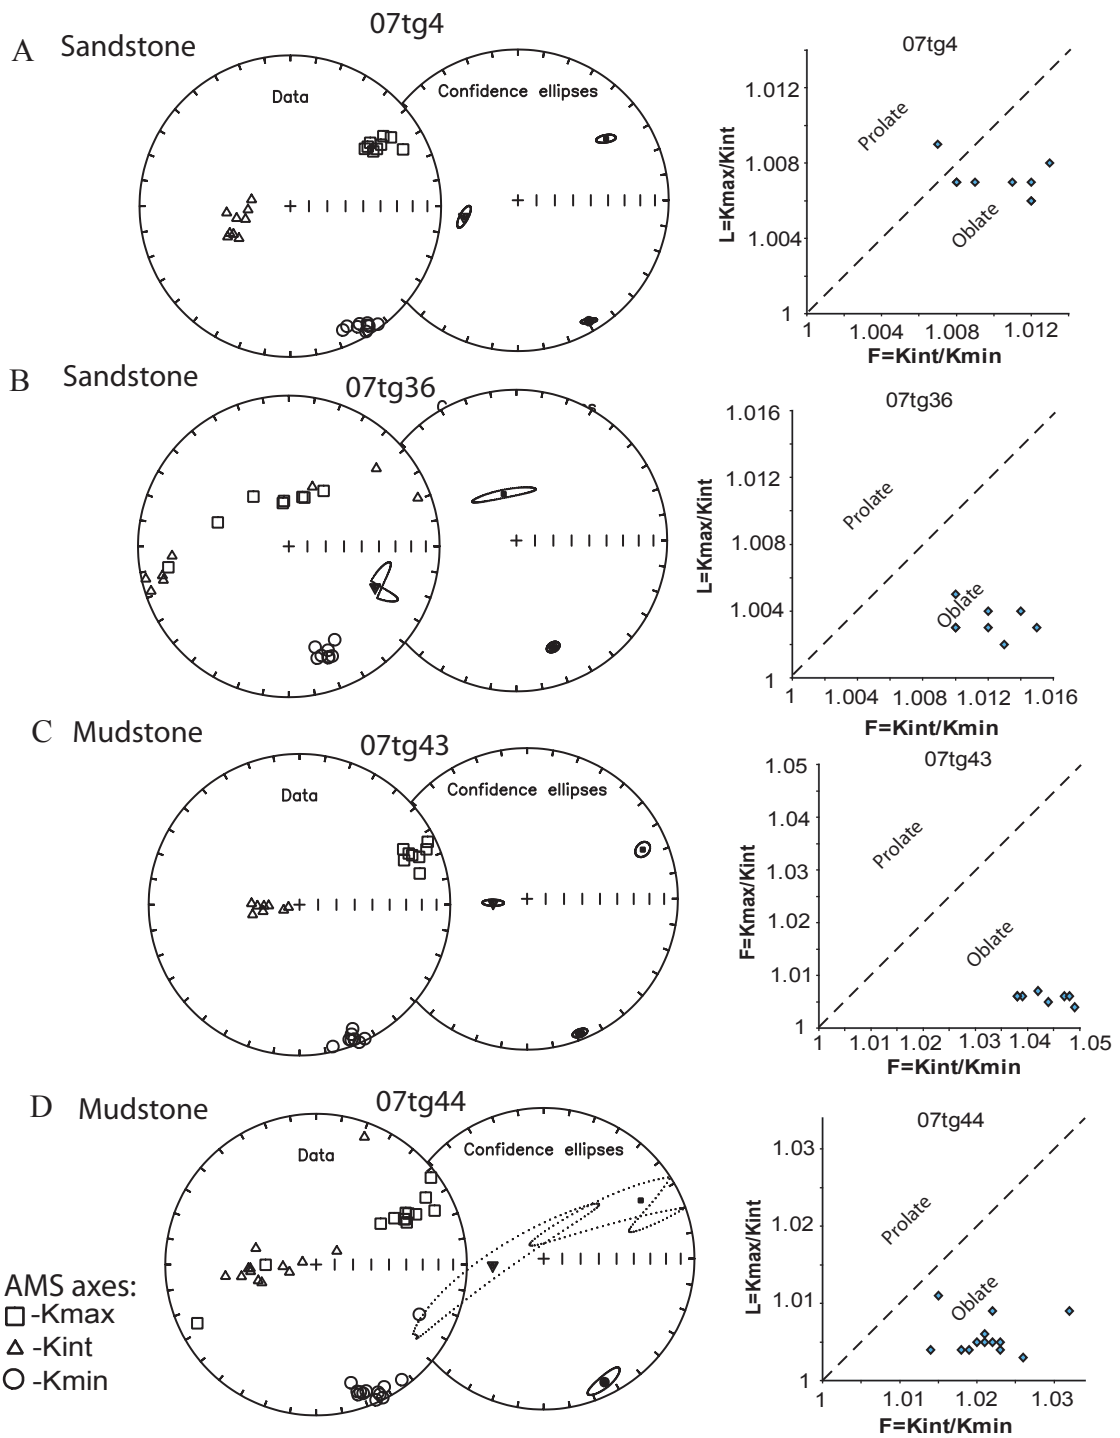 A Sandstone
07tg4
Data
Confidence ellipses
07tg4
1.012
1.008
1.004
1
L=Kmax/Kint
Prolate
Oblate
1 1.004 1.008 1.012
F=Kint/Kmin
B Sandstone
07tg36
07tg36
1.016
1.012
1.008
1.004
1
L=Kmax/Kint
Prolate
Oblate
1 1.004 1.008 1.012 1.016
F=Kint/Kmin
C Mudstone
07tg43
Data
Confidence ellipses
07tg43
1.05
1.04
1.03
1.02
1.01
1
F=Kmax/Kint
Prolate
Oblate
1 1.01 1.02 1.03 1.04 1.05
F=Kint/Kmin
D Mudstone
07tg44
Data
Confidence ellipses
07tg44
1.03
1.02
1.01
1
L=Kmax/Kint
Prolate
Oblate
1 1.01 1.02 1.03
F=Kint/Kmin
AMS axes:
-Kmax
-Kint
-Kmin